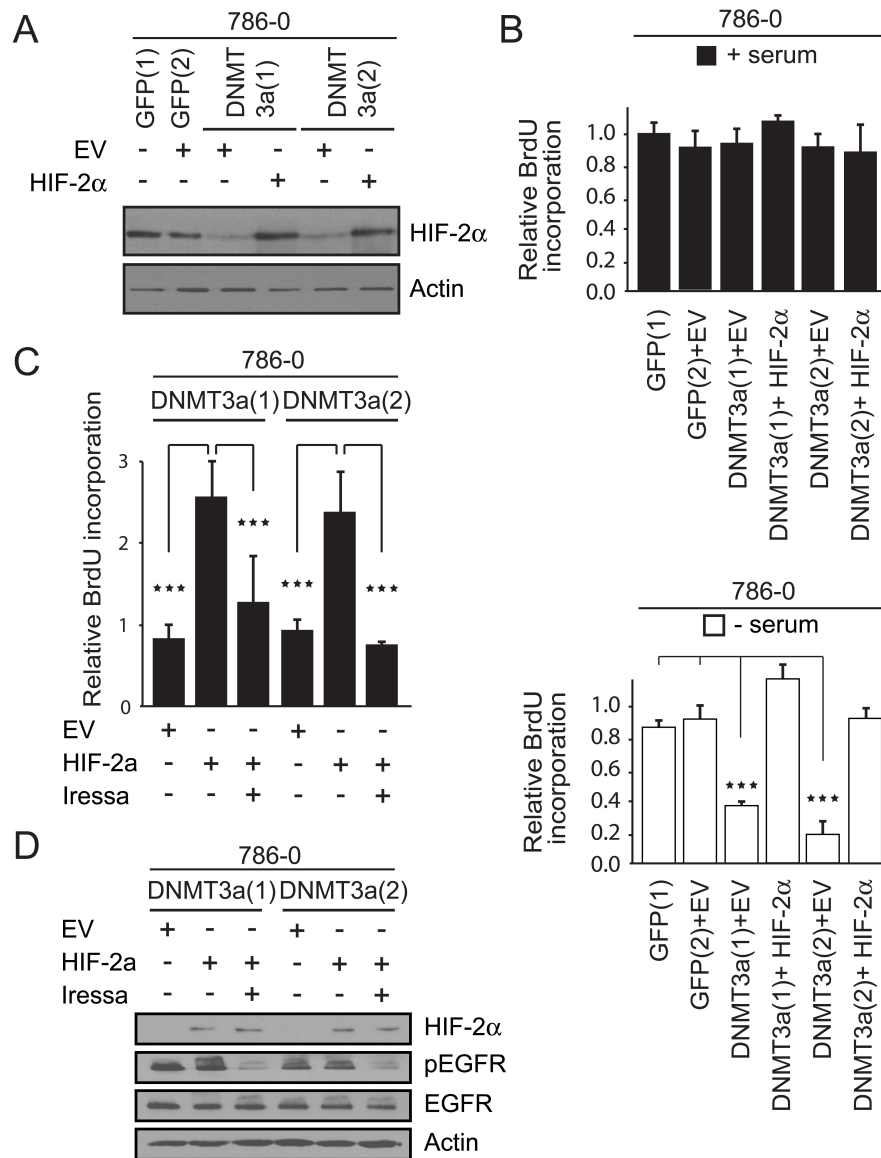 A
786-0
GFP(1)
GFP(2)
DNMT
3a(1)
DNMT
3a(2)
EV - + + - + -
HIF-2α - - - + - +
HIF-2α
Actin
B
786-0
+ serum
Relative BrdU
incorporation
1.0
0.8
0.6
0.4
0.2
0.0
GFP(1)
GFP(2)+EV
DNMT3a(1)+EV
DNMT3a(1)+ HIF-2α
DNMT3a(2)+EV
DNMT3a(2)+ HIF-2α
786-0
- serum
Relative BrdU
incorporation
1.0
0.8
0.6
0.4
0.2
0.0
★★★
★★★
GFP(1)
GFP(2)+EV
DNMT3a(1)+EV
DNMT3a(1)+ HIF-2α
DNMT3a(2)+EV
DNMT3a(2)+ HIF-2α
C
786-0
DNMT3a(1) DNMT3a(2)
Relative BrdU incorporation
3
2
1
0
★★★
★★★
★★★
★★★
EV + - - + - -
HIF-2a - + + - + +
Iressa - - + - - +
D
786-0
DNMT3a(1) DNMT3a(2)
EV + - - + - -
HIF-2a - + + - + +
Iressa - - + - - +
HIF-2α
pEGFR
EGFR
Actin